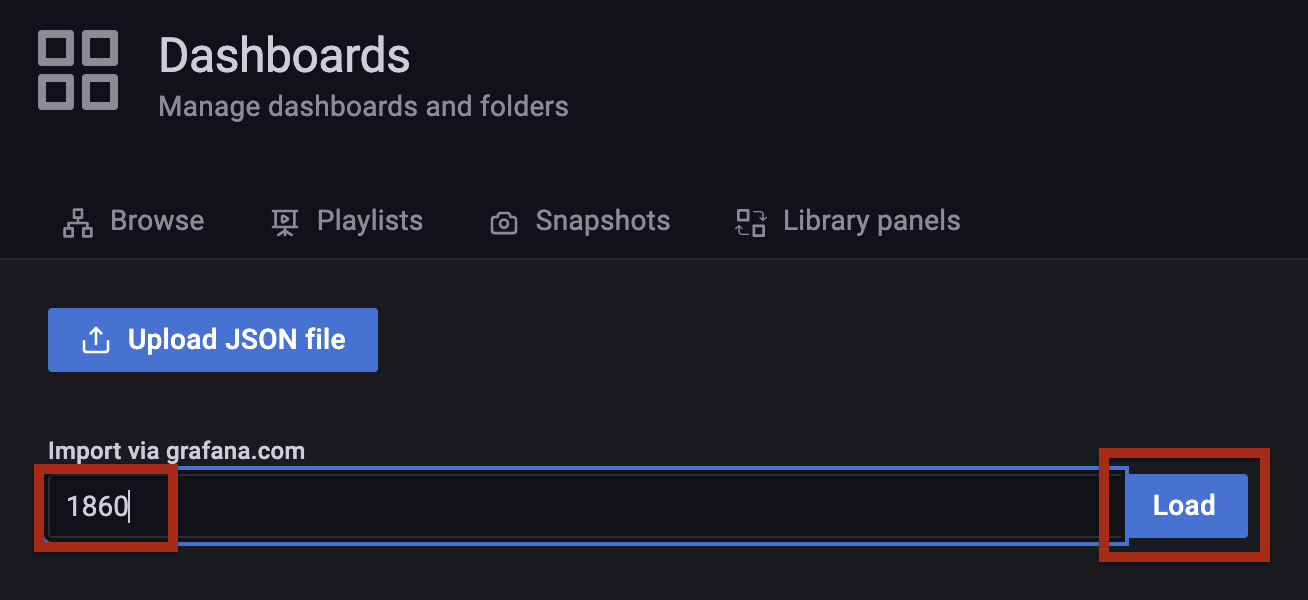 Dashboards
Manage dashboards and folders
Browse Playlists Snapshots Library panels
Upload JSON file
Import via grafana.com
1860 Load